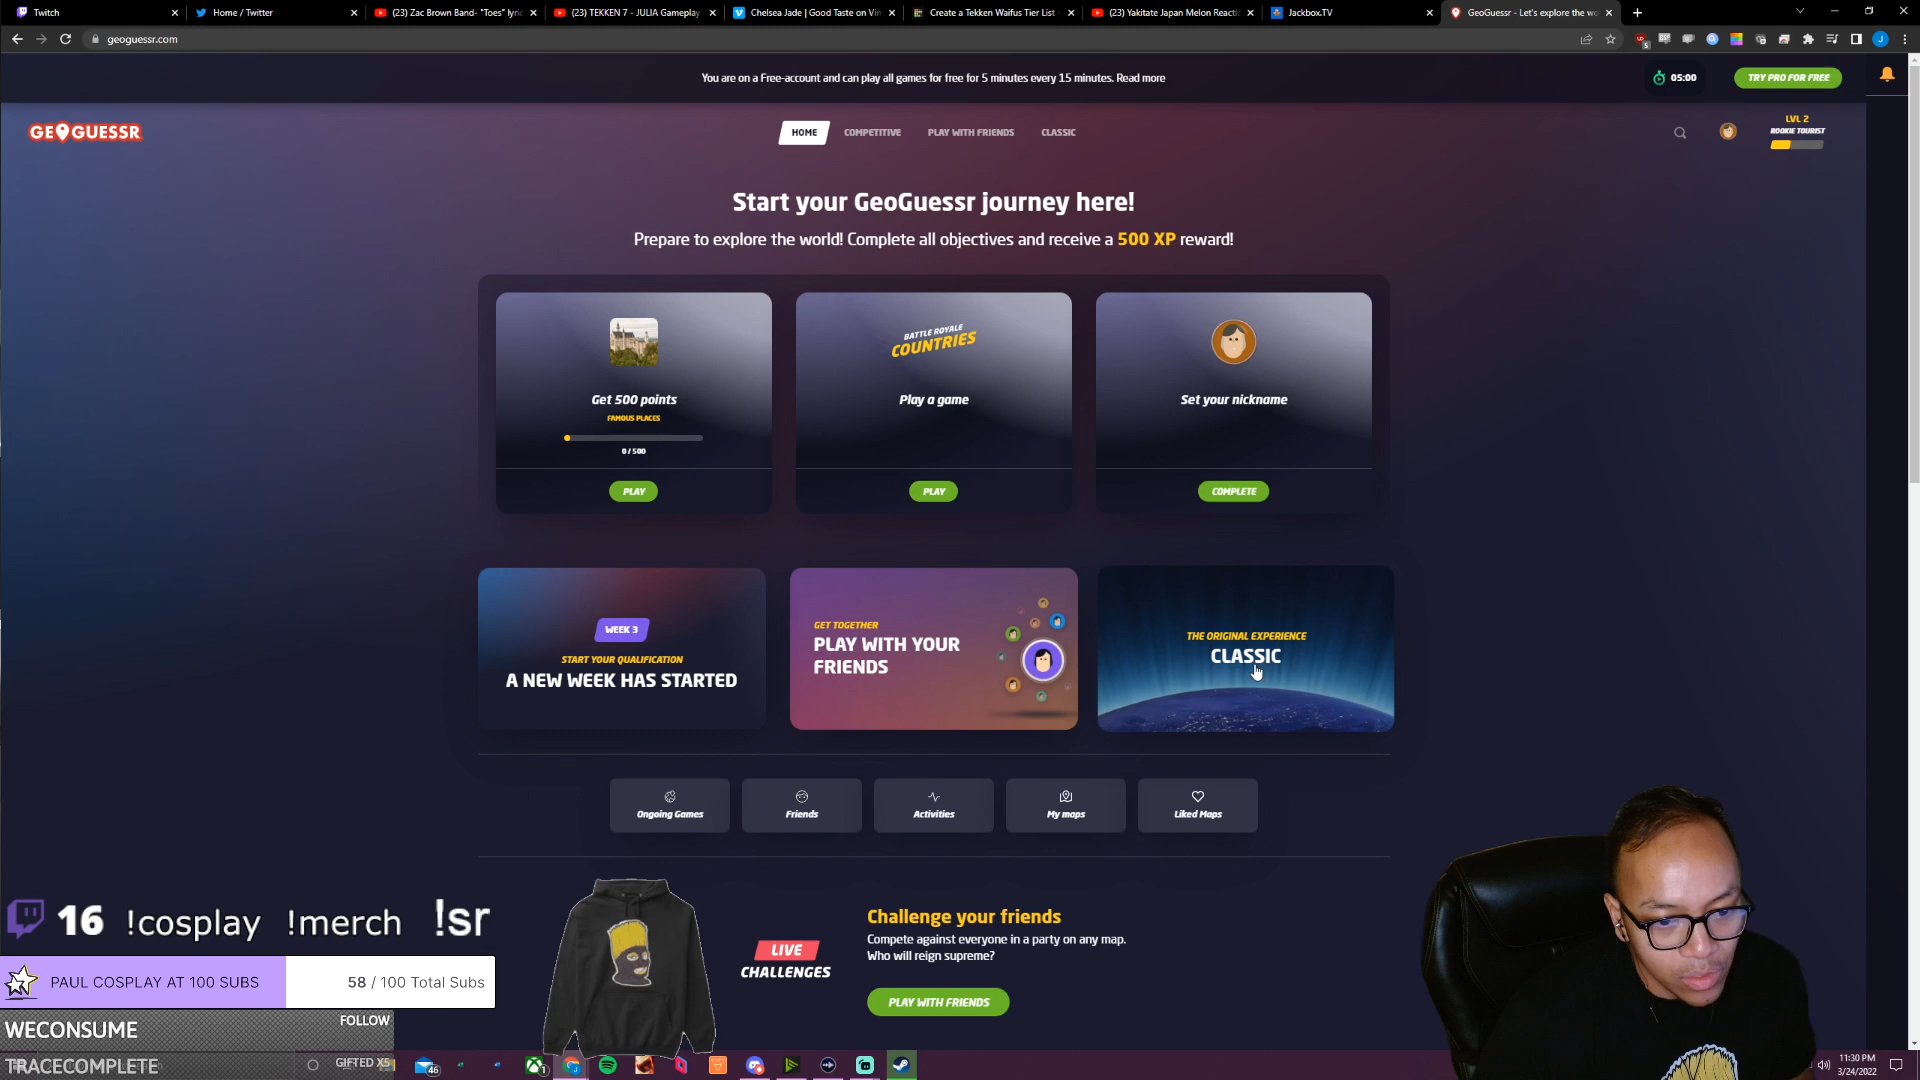 Twitch
Home / Twitter
(23) Zac Brown Band- "Toes" lyri
(23) TEKKEN 7 - JULIA Gameplay
Chelsea Jade | Good Taste on Vin
Create a Tekken Waifus Tier List
(23) Yakitate Japan Melon Reacti
Jackbox.TV
GeoGuessr - Let's explore the wo
geoguessr.com
You are on a Free-account and can play all games for free for 5 minutes every 15 minutes. Read more
05:00
TRY PRO FOR FREE
GEOGUESSR
HOME
COMPETITIVE
PLAY WITH FRIENDS
CLASSIC
LVL 2
ROOKIE TOURIST
Start your GeoGuessr journey here!
Prepare to explore the world! Complete all objectives and receive a 500 XP reward!
Get 500 points
FAMOUS PLACES
0 / 500
PLAY
BATTLE ROYALE
COUNTRIES
Play a game
PLAY
Set your nickname
COMPLETE
WEEK 3
START YOUR QUALIFICATION
A NEW WEEK HAS STARTED
GET TOGETHER
PLAY WITH YOUR
FRIENDS
THE ORIGINAL EXPERIENCE
CLASSIC
Ongoing Games
Friends
Activities
My maps
Liked Maps
LIVE
CHALLENGES
Challenge your friends
Compete against everyone in a party on any map.
Who will reign supreme?
PLAY WITH FRIENDS
16 !cosplay !merch !sr
PAUL COSPLAY AT 100 SUBS
58 / 100 Total Subs
WECONSUME
FOLLOW
TRACECOMPLETE
GIFTED X5
46
11:30 PM
3/24/2022